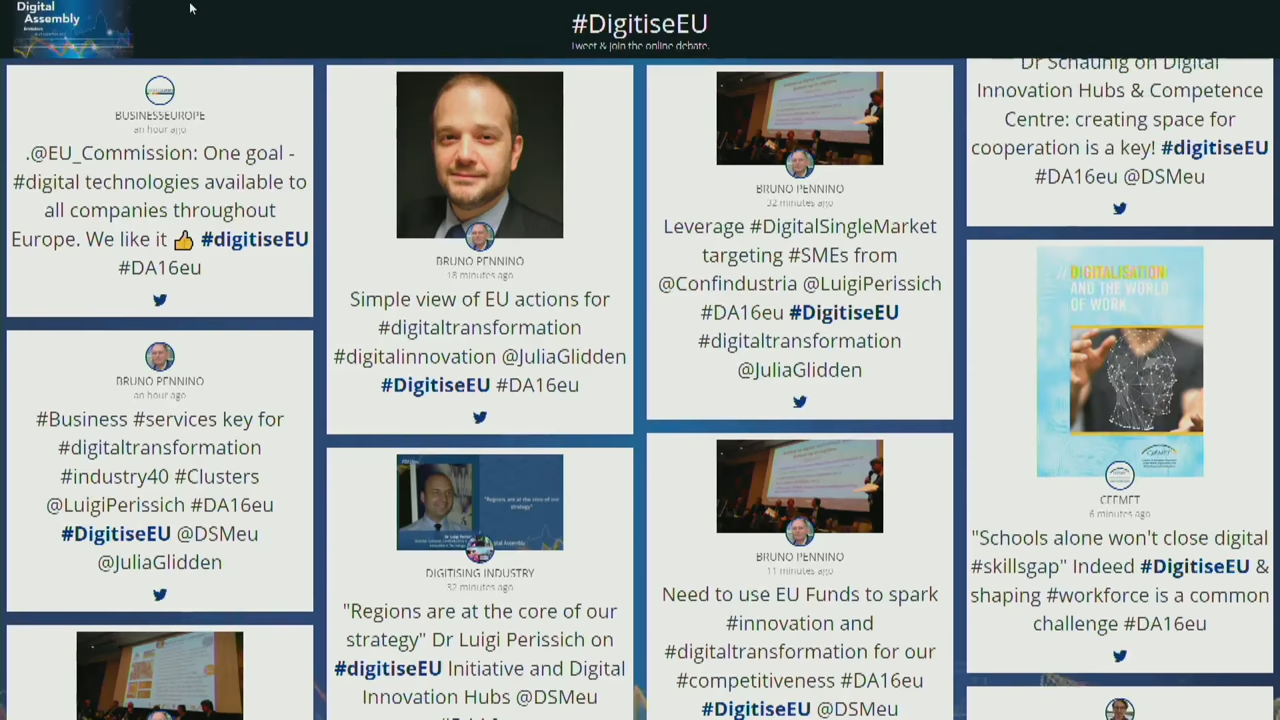 Digital
Assembly
#DigitiseEU
Tweet & join the online debate.
BUSINESSEUROPE
an hour ago
.@EU_Commission: One goal -
#digital technologies available to
all companies throughout
Europe. We like it 👍 #digitiseEU
#DA16eu
BRUNO PENNINO
an hour ago
#Business #services key for
#digitaltransformation
#industry40 #Clusters
@LuigiPerissich #DA16eu
#DigitiseEU @DSMeu
@JuliaGlidden
BRUNO PENNINO
18 minutes ago
Simple view of EU actions for
#digitaltransformation
#digitalinnovation @JuliaGlidden
#DigitiseEU #DA16eu
"Regions are at the core of our
strategy"
DIGITISING INDUSTRY
32 minutes ago
"Regions are at the core of our
strategy" Dr Luigi Perissich on
#digitiseEU Initiative and Digital
Innovation Hubs @DSMeu
BRUNO PENNINO
32 minutes ago
Leverage #DigitalSingleMarket
targeting #SMEs from
@Confindustria @LuigiPerissich
#DA16eu #DigitiseEU
#digitaltransformation
@JuliaGlidden
BRUNO PENNINO
11 minutes ago
Need to use EU Funds to spark
#innovation and
#digitaltransformation for our
#competitiveness #DA16eu
#DigitiseEU @DSMeu
Dr Schaunig on Digital
Innovation Hubs & Competence
Centre: creating space for
cooperation is a key! #digitiseEU
#DA16eu @DSMeu
// DIGITALISATION
AND THE WORLD
OF WORK
CEEMET
6 minutes ago
"Schools alone won't close digital
#skillsgap" Indeed #DigitiseEU &
shaping #workforce is a common
challenge #DA16eu